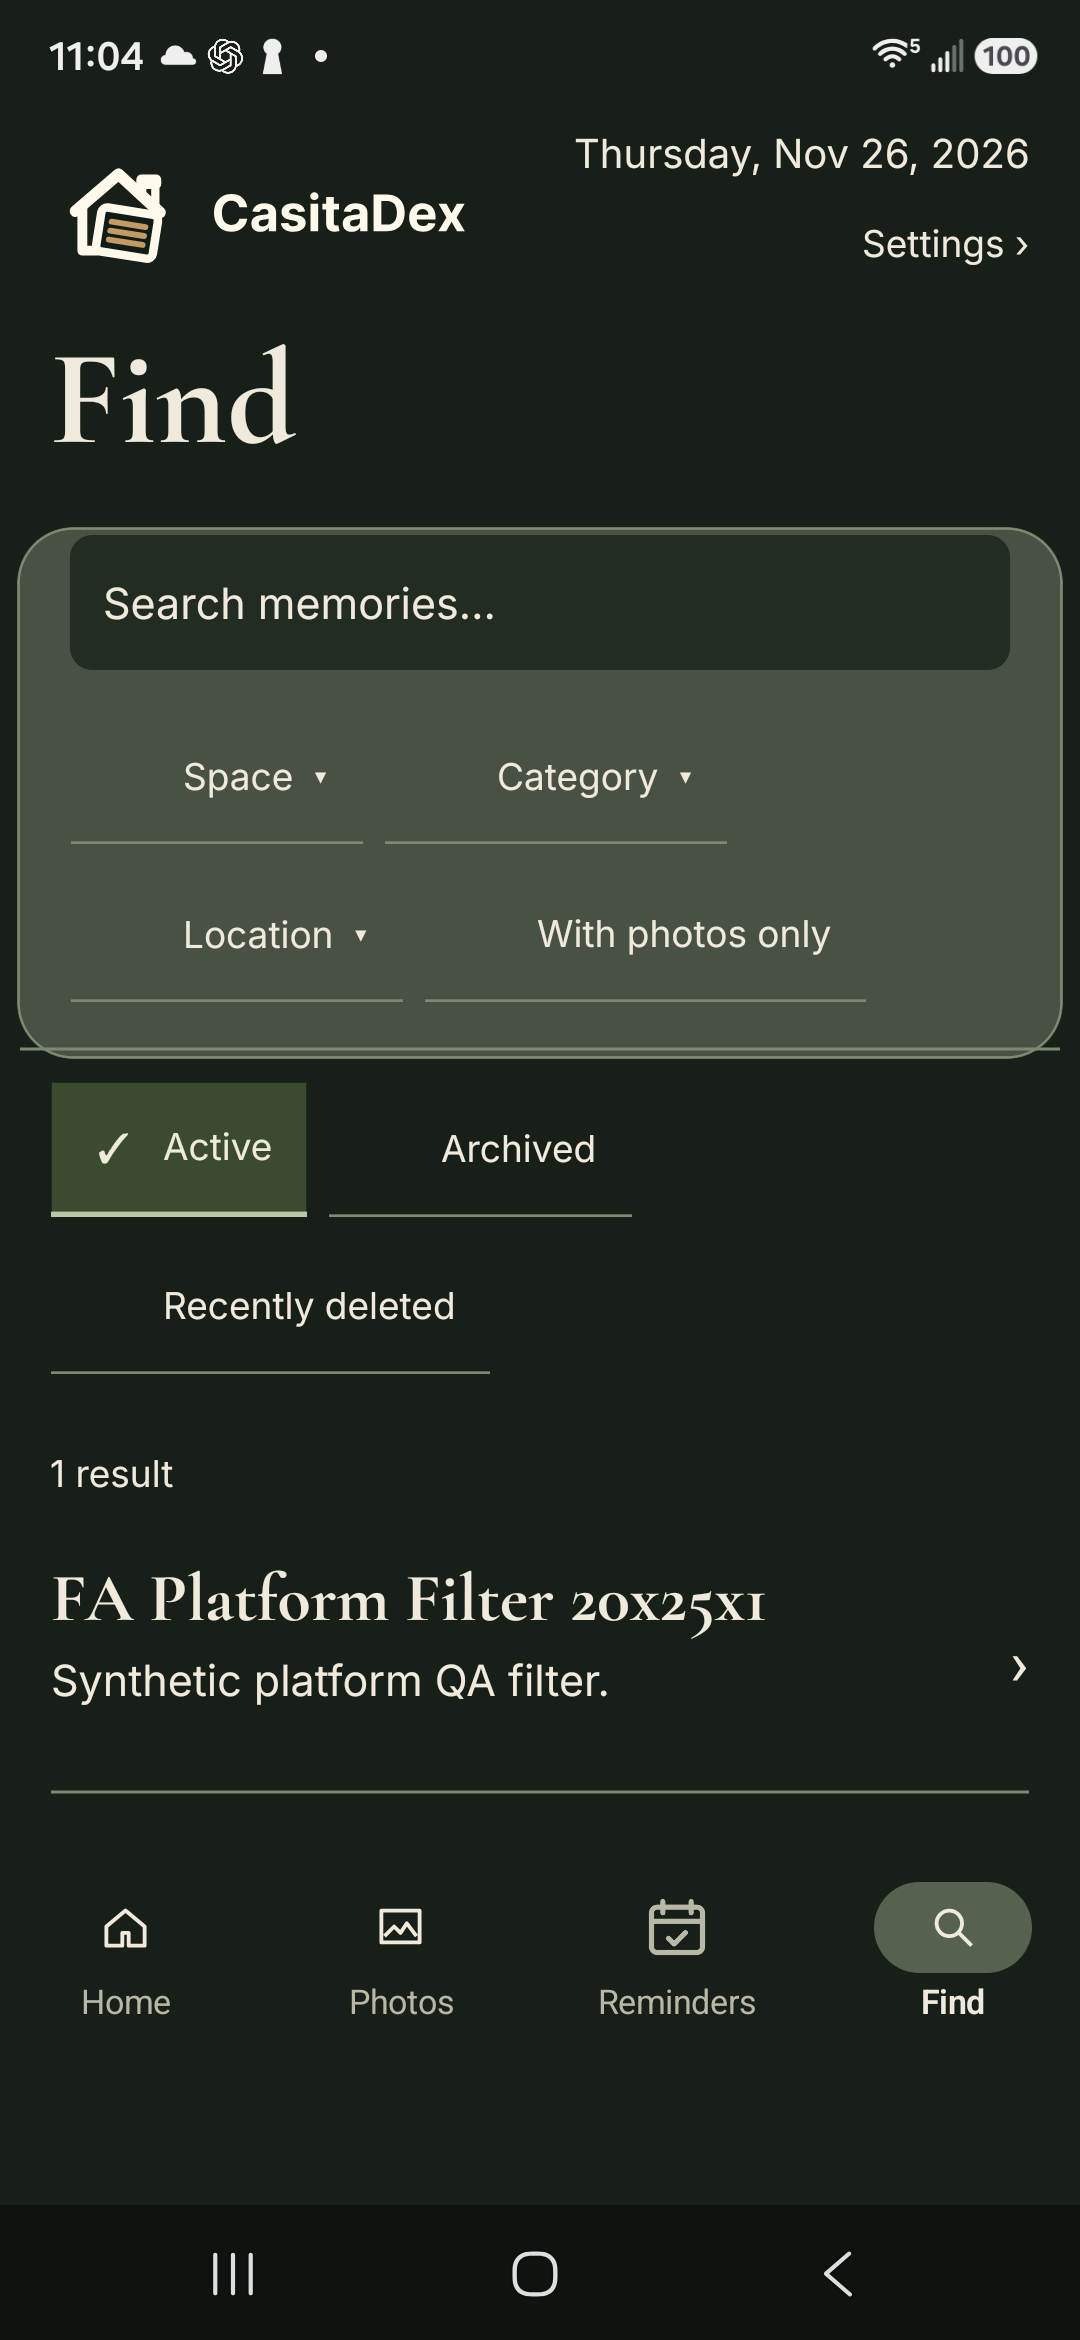 11:04
5
100
Thursday, Nov 26, 2026
CasitaDex
Settings ›
Find
Search memories...
Space ▾ Category ▾
Location ▾ With photos only
✓ Active Archived
Recently deleted
1 result
FA Platform Filter 20x25x1
Synthetic platform QA filter.
›
Home Photos Reminders Find